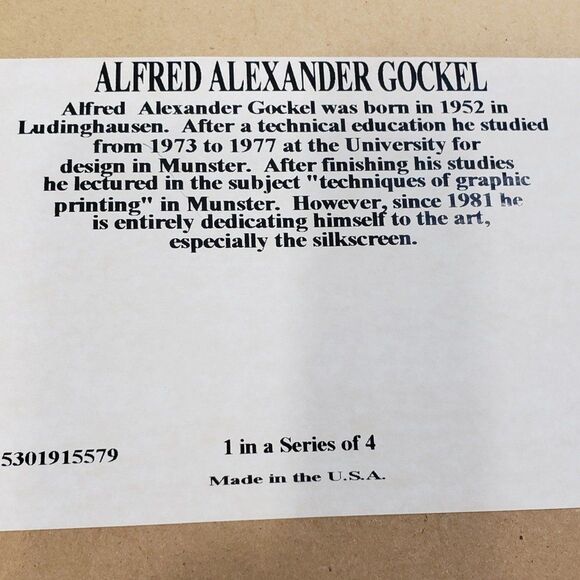 ALFRED ALEXANDER GOCKEL
Alfred Alexander Gockel was born in 1952 in
Ludinghausen. After a technical education he studied
from 1973 to 1977 at the University for
design in Munster. After finishing his studies
he lectured in the subject "techniques of graphic
printing" in Munster. However, since 1981 he
is entirely dedicating himself to the art,
especially the silkscreen.
5301915579
1 in a Series of 4
Made in the U.S.A.